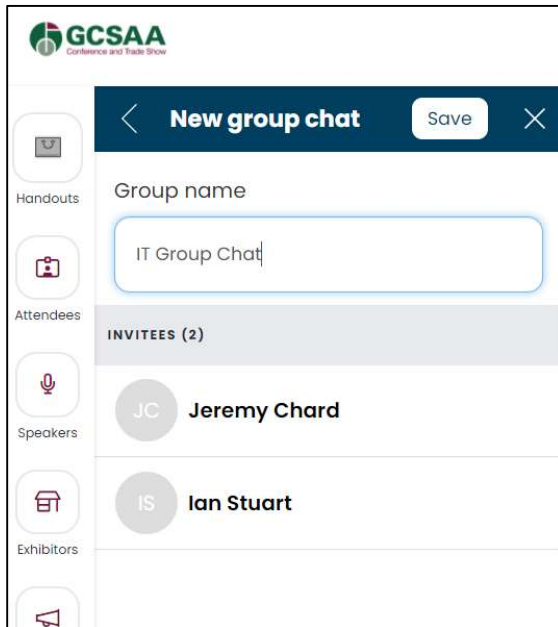 GCSAA
Conference and Trade Show
New group chat
Save
Handouts
Group name
IT Group Chat
Attendees
INVITEES (2)
JC
Jeremy Chard
Speakers
IS
Ian Stuart
Exhibitors